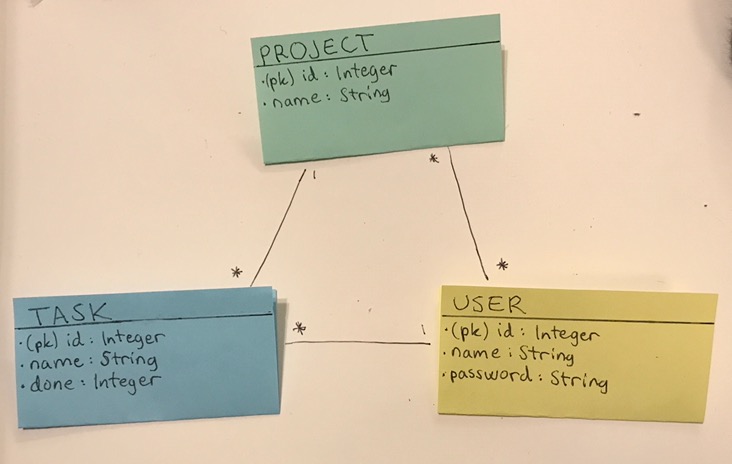 PROJECT
·(pk) id: Integer
·name: String
1
*
*
*
TASK
·(pk) id: Integer
·name: String
·done: Integer
*
1
USER
·(pk) id: Integer
·name: String
·password: String